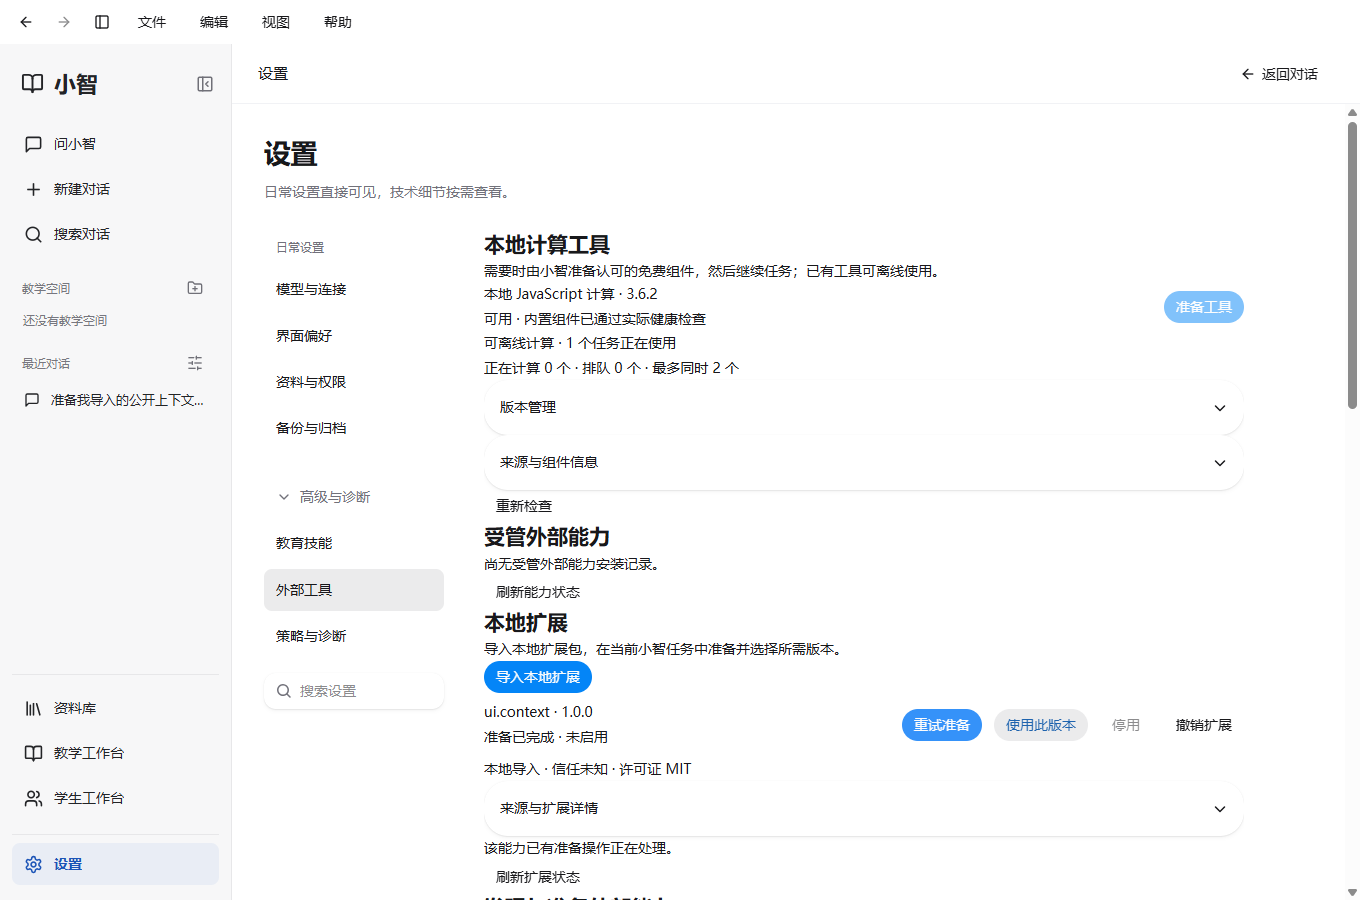 文件 编辑 视图 帮助
小智
问小智
新建对话
搜索对话
教学空间
还没有教学空间
最近对话
准备我导入的公开上下文...
资料库
教学工作台
学生工作台
设置
设置
返回对话
设置
日常设置直接可见，技术细节按需查看。
日常设置
模型与连接
界面偏好
资料与权限
备份与归档
高级与诊断
教育技能
外部工具
策略与诊断
搜索设置
本地计算工具
需要时由小智准备认可的免费组件，然后继续任务；已有工具可离线使用。
本地 JavaScript 计算 · 3.6.2
可用 · 内置组件已通过实际健康检查
可离线计算 · 1 个任务正在使用
正在计算 0 个 · 排队 0 个 · 最多同时 2 个
准备工具
版本管理
来源与组件信息
重新检查
受管外部能力
尚无受管外部能力安装记录。
刷新能力状态
本地扩展
导入本地扩展包，在当前小智任务中准备并选择所需版本。
导入本地扩展
ui.context · 1.0.0
准备已完成 · 未启用
本地导入 · 信任未知 · 许可证 MIT
重试准备 使用此版本 停用 撤销扩展
来源与扩展详情
该能力已有准备操作正在处理。
刷新扩展状态